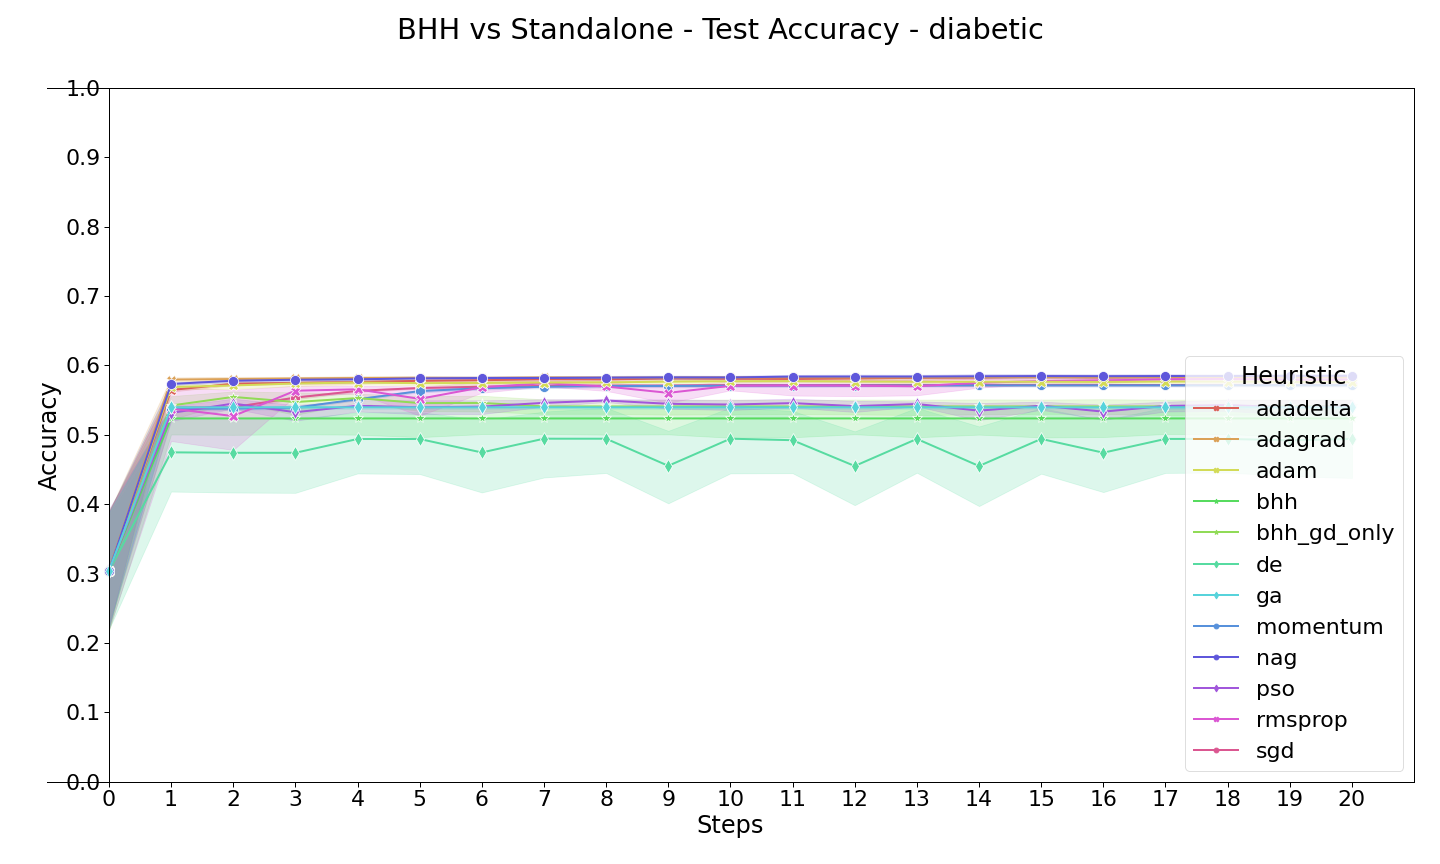 BHH vs Standalone - Test Accuracy - diabetic
1.0
0.9
0.8
0.7
0.6
0.5
0.4
0.3
0.2
0.1
0.0
Accuracy
Heuristic
adadelta
adagrad
adam
bhh
bhh_gd_only
de
ga
momentum
nag
pso
rmsprop
sgd
0 1 2 3 4 5 6 7 8 9 10 11 12 13 14 15 16 17 18 19 20
Steps